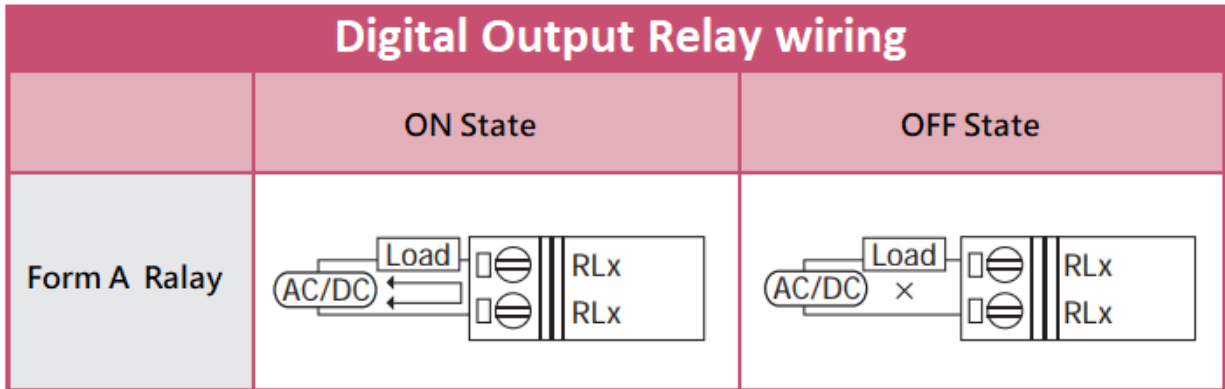 Digital Output Relay wiring
ON State
OFF State
Form A Ralay
Load
RLx
AC/DC
RLx
Load
RLx
AC/DC
×
RLx